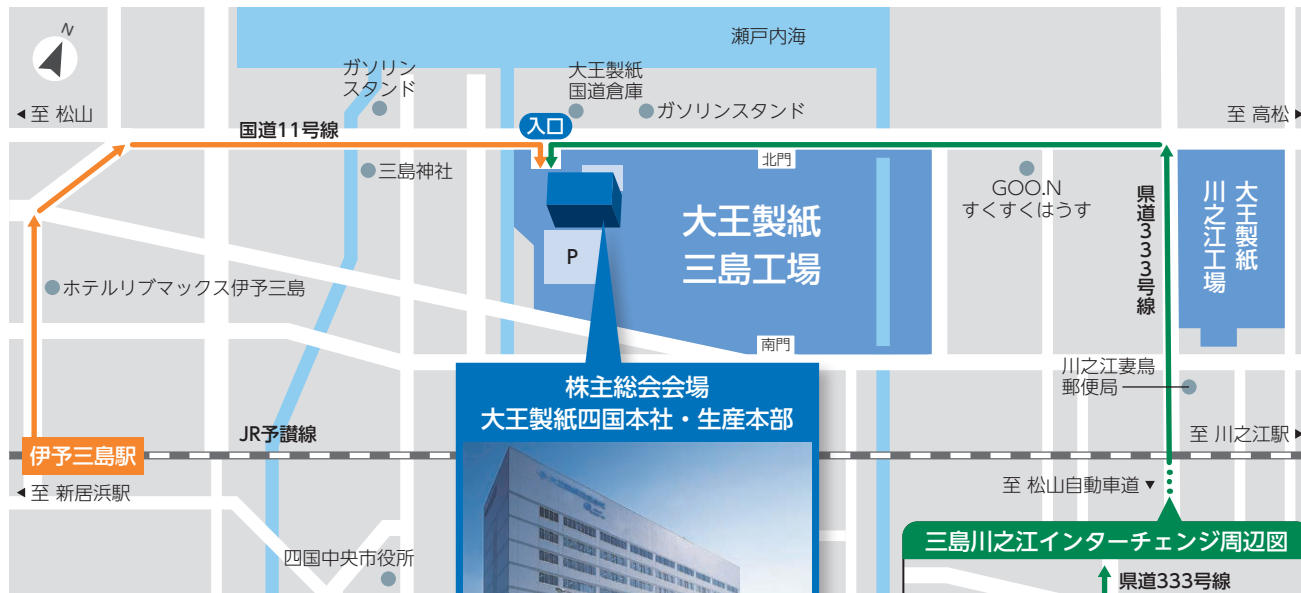 N
瀬戸内海
ガソリン
スタンド
大王製紙
国道倉庫
ガソリンスタンド
至 松山
至 高松
国道11号線
入口
北門
三島神社
GOO.N
すくすくはうす
県道333号線
大王製紙
川之江工場
大王製紙
三島工場
P
ホテルリブマックス伊予三島
南門
川之江妻鳥
郵便局
株主総会会場
大王製紙四国本社・生産本部
JR予讃線
至 川之江駅
伊予三島駅
至 新居浜駅
至 松山自動車道
三島川之江インターチェンジ周辺図
四国中央市役所
県道333号線